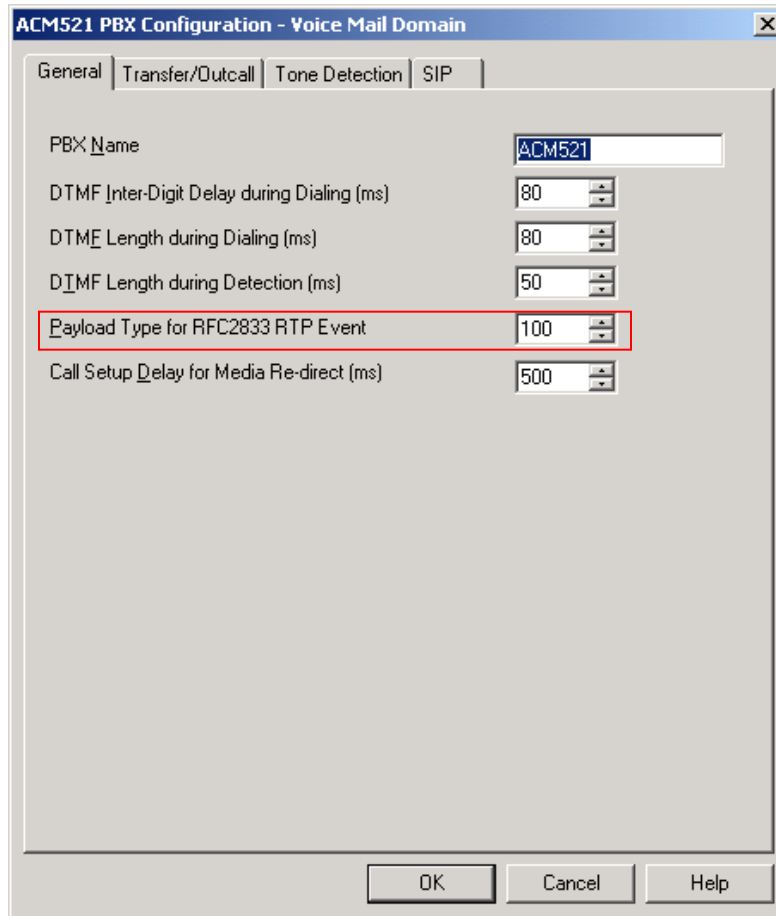 ACM521 PBX Configuration - Voice Mail Domain
General Transfer/Outcall Tone Detection SIP
PBX Name ACM521
DTMF Inter-Digit Delay during Dialing (ms) 80
DTMF Length during Dialing (ms) 80
DTMF Length during Detection (ms) 50
Payload Type for RFC2833 RTP Event 100
Call Setup Delay for Media Re-direct (ms) 500
OK Cancel Help